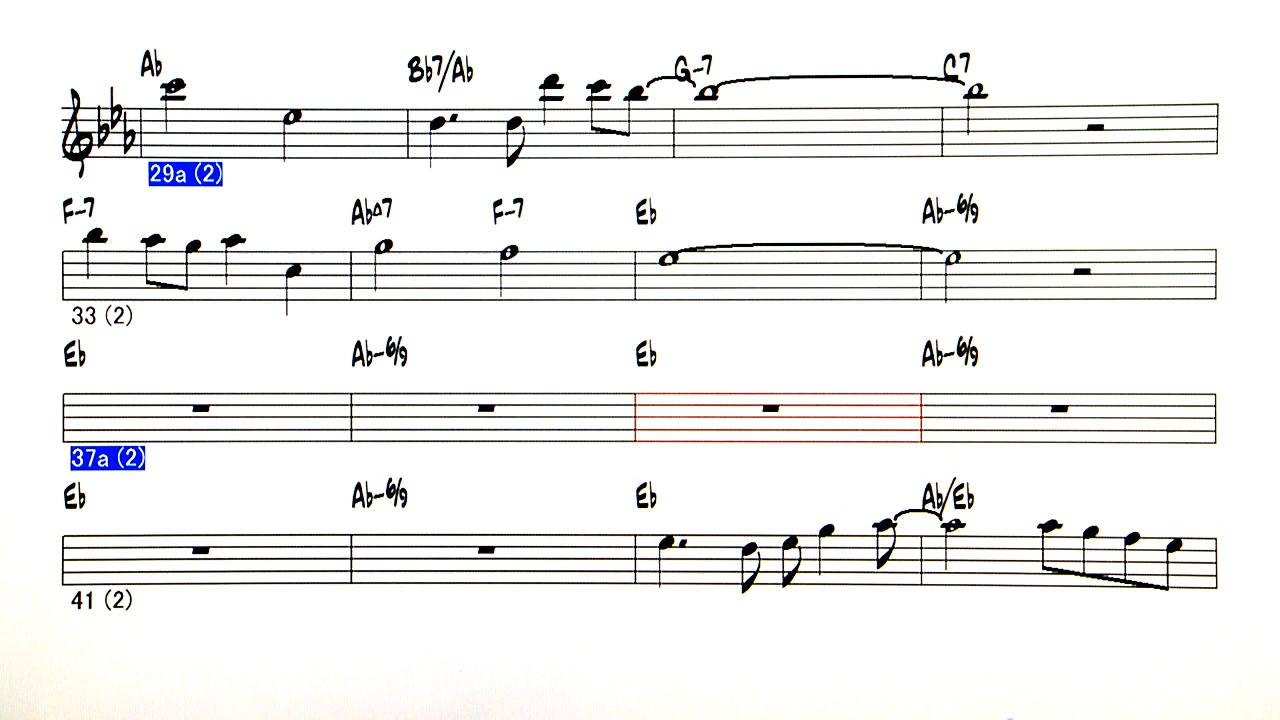 Ab Bb7/Ab G-7 C7
29a (2)
F-7 Ab△7 F-7 Eb Ab-6/9
33 (2)
Eb Ab-6/9 Eb Ab-6/9
37a (2)
Eb Ab-6/9 Eb Ab/Eb
41 (2)